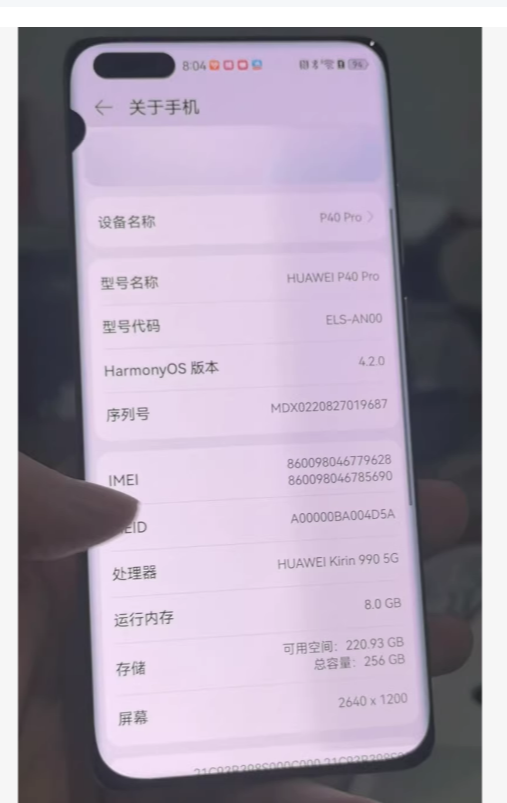 8:04
关于手机
设备名称 P40 Pro
型号名称 HUAWEI P40 Pro
型号代码 ELS-AN00
HarmonyOS 版本 4.2.0
序列号 MDX0220827019687
IMEI 860098046779628
860098046785690
EID A00000BA004D5A
处理器 HUAWEI Kirin 990 5G
运行内存 8.0 GB
存储 可用空间: 220.93 GB
总容量: 256 GB
屏幕 2640 x 1200